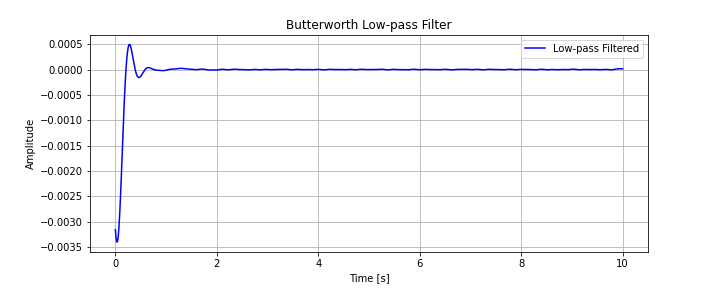 Butterworth Low-pass Filter
Low-pass Filtered
0.0005
0.0000
−0.0005
−0.0010
−0.0015
−0.0020
−0.0025
−0.0030
−0.0035
Amplitude
0 2 4 6 8 10
Time [s]